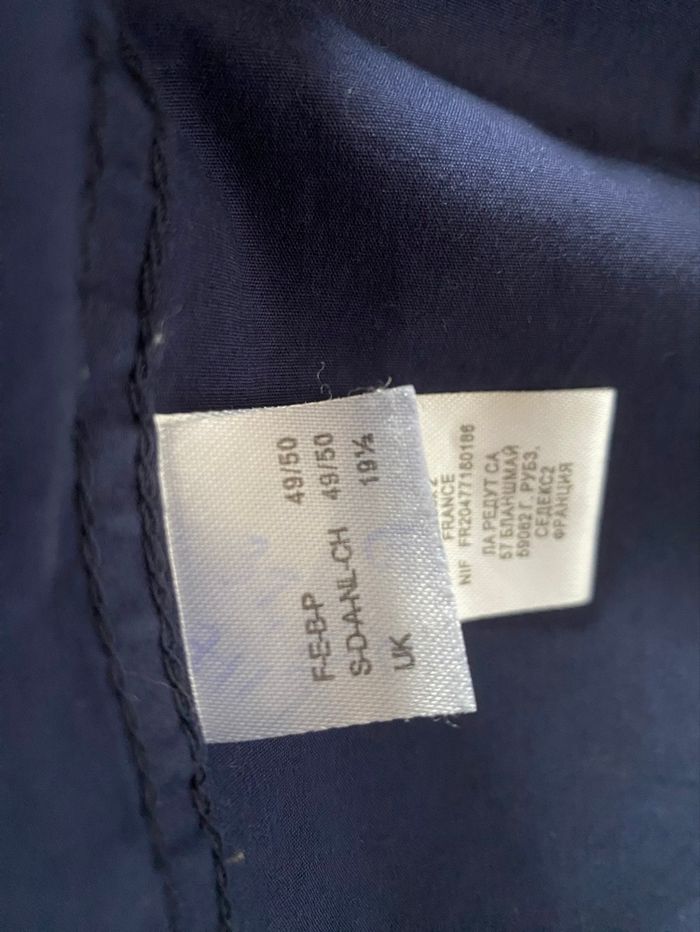 F-E-B-P 49/50
S-D-A-NL-CH 49/50
UK 19½
FRANCE
NIF FR20477180186
ЛА РЕДУТ СА
57 БЛАНШМАЙ
59082 Г. РУБЭ,
СЕДЕКС2
ФРАНЦИЯ